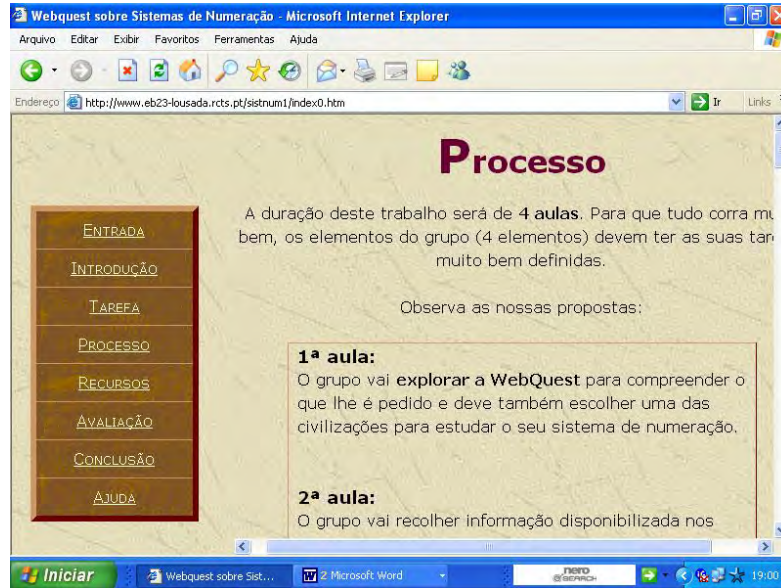 Webquest sobre Sistemas de Numeração - Microsoft Internet Explorer
Arquivo Editar Exibir Favoritos Ferramentas Ajuda
Endereço http://www.eb23-lousada.rcts.pt/sistnum1/index0.htm Ir Links
Processo
ENTRADA
INTRODUÇÃO
TAREFA
PROCESSO
RECURSOS
AVALIAÇÃO
CONCLUSÃO
AJUDA
A duração deste trabalho será de 4 aulas. Para que tudo corra mu
bem, os elementos do grupo (4 elementos) devem ter as suas tar
muito bem definidas.
Observa as nossas propostas:
1ª aula:
O grupo vai explorar a WebQuest para compreender o
que lhe é pedido e deve também escolher uma das
civilizações para estudar o seu sistema de numeração.
2ª aula:
O grupo vai recolher informação disponibilizada nos
Iniciar Webquest sobre Sist... 2 Microsoft Word nero SEARCH 19:00